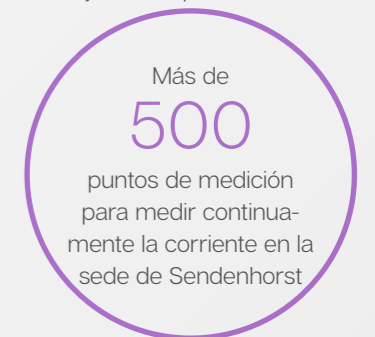 Más de
500
puntos de medición
para medir continua-
mente la corriente en la
sede de Sendenhorst